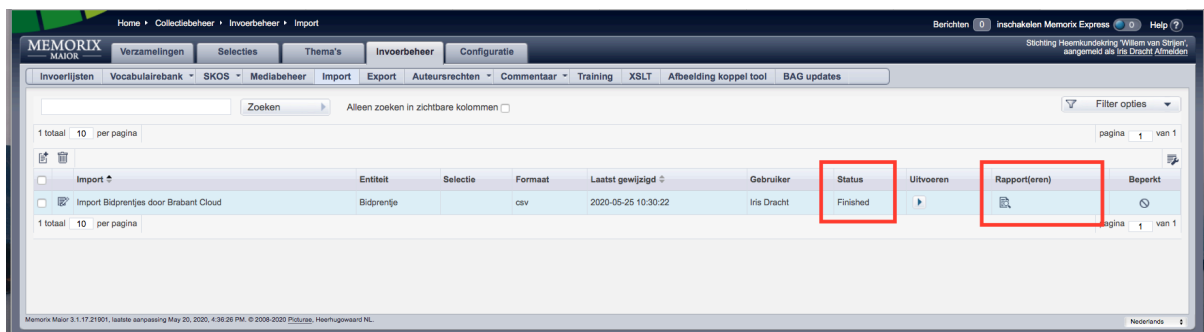 Home ▸ Collectiebeheer ▸ Invoerbeheer ▸ Import Berichten 0 inschakelen Memorix Express 0 Help ?
MEMORIX MAIOR Verzamelingen Selecties Thema's Invoerbeheer Configuratie
Stichting Heemkundekring 'Willem van Strijen',
aangemeld als Iris Dracht Afmelden
Invoerlijsten Vocabulairebank SKOS Mediabeheer Import Export Auteursrechten Commentaar Training XSLT Afbeelding koppel tool BAG updates
Zoeken Alleen zoeken in zichtbare kolommen Filter opties
1 totaal 10 per pagina pagina 1 van 1
Import Entiteit Selectie Formaat Laatst gewijzigd Gebruiker Status Uitvoeren Rapport(eren) Beperkt
Import Bidprentjes door Brabant Cloud Bidprentje csv 2020-05-25 10:30:22 Iris Dracht Finished
1 totaal 10 per pagina pagina 1 van 1
Memorix Maior 3.1.17.21901, laatste aanpassing May 20, 2020, 4:36:26 PM. © 2008-2020 Picturae, Heerhugowaard NL. Nederlands